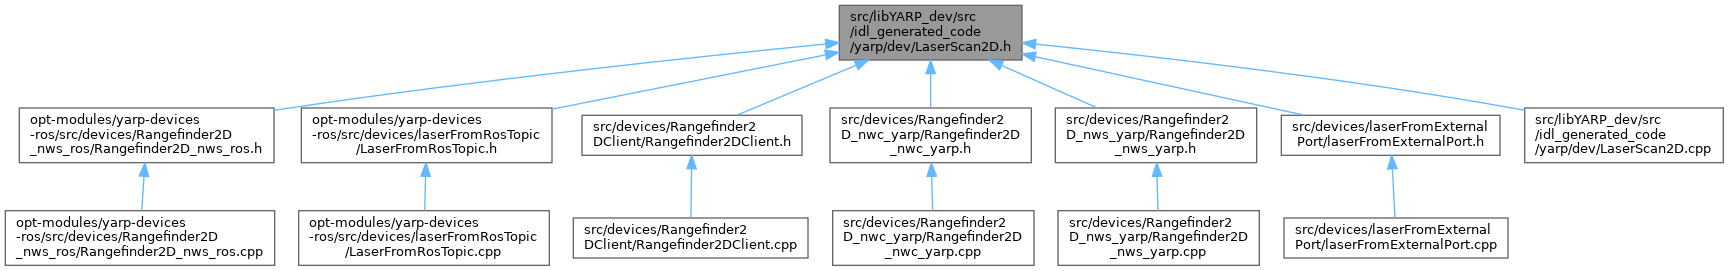 src/libYARP_dev/src
/idl_generated_code
/yarp/dev/LaserScan2D.h
opt-modules/yarp-devices
-ros/src/devices/Rangefinder2D
_nws_ros/Rangefinder2D_nws_ros.h
opt-modules/yarp-devices
-ros/src/devices/laserFromRosTopic
/LaserFromRosTopic.h
src/devices/Rangefinder2
DClient/Rangefinder2DClient.h
src/devices/Rangefinder2
D_nwc_yarp/Rangefinder2D
_nwc_yarp.h
src/devices/Rangefinder2
D_nws_yarp/Rangefinder2D
_nws_yarp.h
src/devices/laserFromExternal
Port/laserFromExternalPort.h
src/libYARP_dev/src
/idl_generated_code
/yarp/dev/LaserScan2D.cpp
opt-modules/yarp-devices
-ros/src/devices/Rangefinder2D
_nws_ros/Rangefinder2D_nws_ros.cpp
opt-modules/yarp-devices
-ros/src/devices/laserFromRosTopic
/LaserFromRosTopic.cpp
src/devices/Rangefinder2
DClient/Rangefinder2DClient.cpp
src/devices/Rangefinder2
D_nwc_yarp/Rangefinder2D
_nwc_yarp.cpp
src/devices/Rangefinder2
D_nws_yarp/Rangefinder2D
_nws_yarp.cpp
src/devices/laserFromExternal
Port/laserFromExternalPort.cpp